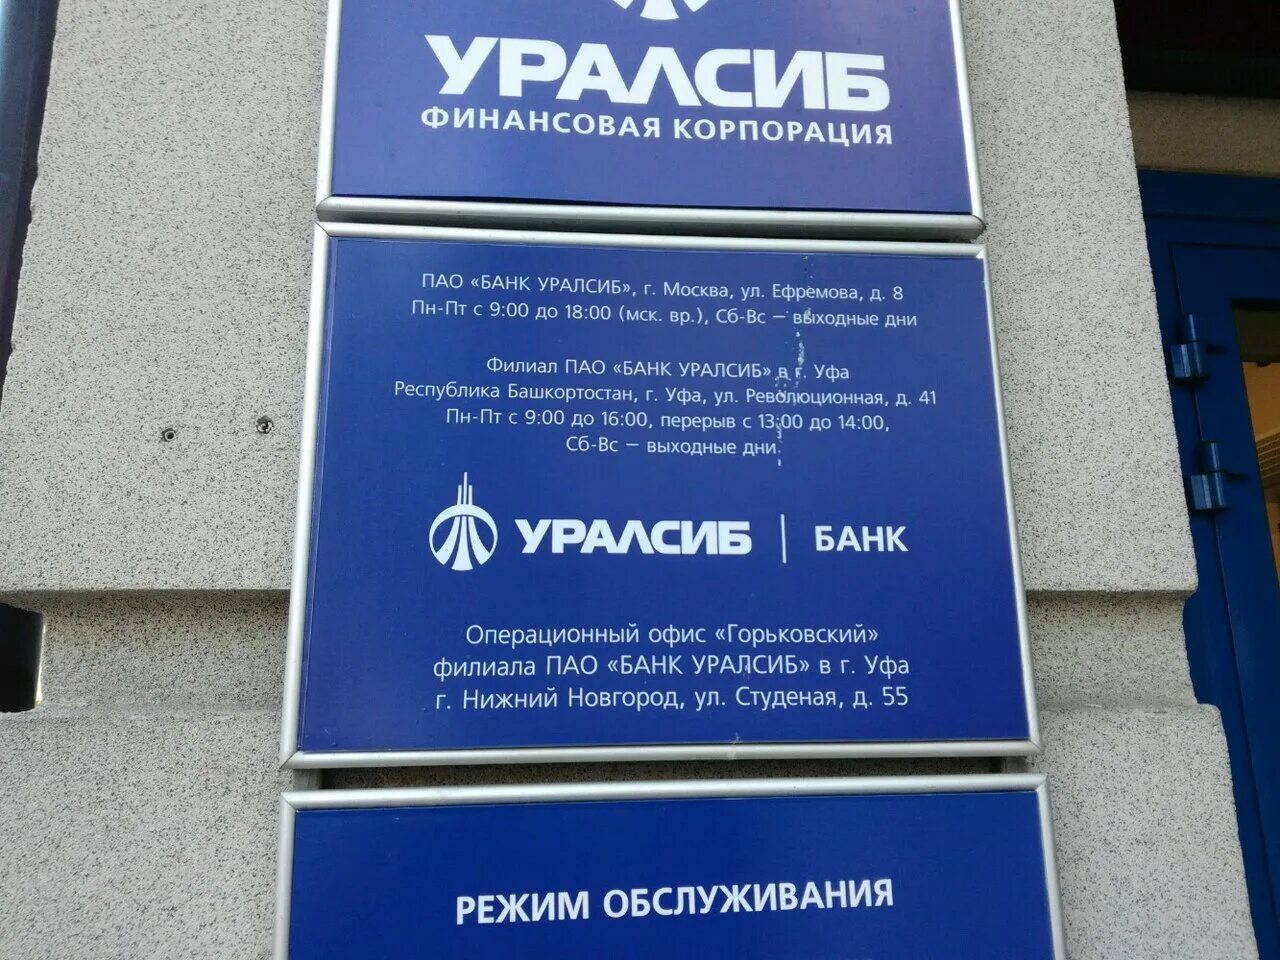 УРАЛСИБ
ФИНАНСОВАЯ КОРПОРАЦИЯ
ПАО «БАНК УРАЛСИБ», г. Москва, ул. Ефремова, д. 8
Пн-Пт с 9:00 до 18:00 (мск. вр.), Сб-Вс — выходные дни
Филиал ПАО «БАНК УРАЛСИБ» в г. Уфа
Республика Башкортостан, г. Уфа, ул. Революционная, д. 41
Пн-Пт с 9:00 до 16:00, перерыв с 13:00 до 14:00,
Сб-Вс — выходные дни
УРАЛСИБ | БАНК
Операционный офис «Горьковский»
филиала ПАО «БАНК УРАЛСИБ» в г. Уфа
г. Нижний Новгород, ул. Студеная, д. 55
РЕЖИМ ОБСЛУЖИВАНИЯ